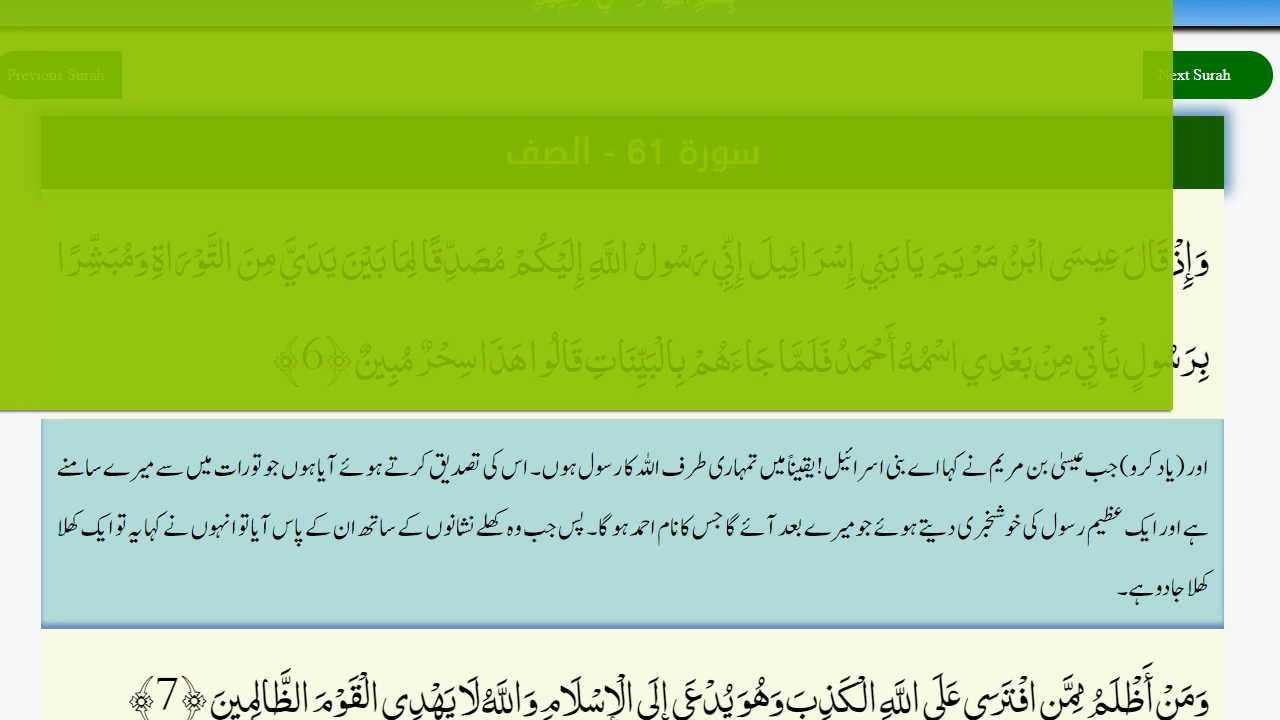 Previous Surah
Next Surah
سورة 61 - الصف
وَإِذْ قَالَ عِيسَى ابْنُ مَرْيَمَ يَا بَنِي إِسْرَائِيلَ إِنِّي رَسُولُ اللَّهِ إِلَيْكُمْ مُصَدِّقًا لِمَا بَيْنَ يَدَيَّ مِنَ التَّوْرَاةِ وَمُبَشِّرًا
بِرَسُولٍ يَأْتِي مِنْ بَعْدِي اسْمُهُ أَحْمَدُ فَلَمَّا جَاءَهُمْ بِالْبَيِّنَاتِ قَالُوا هَذَا سِحْرٌ مُبِينٌ ﴿6﴾
اور (یاد کرو) جب عیسیٰ بن مریم نے کہا اے بنی اسرائیل! یقیناً میں تمہاری طرف اللہ کا رسول ہوں۔ اس کی تصدیق کرتے ہوئے آیا ہوں جو تورات میں سے میرے سامنے
ہے اور ایک عظیم رسول کی خوشخبری دیتے ہوئے جو میرے بعد آئے گا جس کا نام احمد ہوگا۔ پس جب وہ کھلے نشانوں کے ساتھ ان کے پاس آیا تو انہوں نے کہا یہ تو ایک کھلا
کھلا جادو ہے۔
وَمَنْ أَظْلَمُ مِمَّنِ افْتَرَى عَلَى اللَّهِ الْكَذِبَ وَهُوَ يُدْعَى إِلَى الْإِسْلَامِ وَاللَّهُ لَا يَهْدِي الْقَوْمَ الظَّالِمِينَ ﴿7﴾